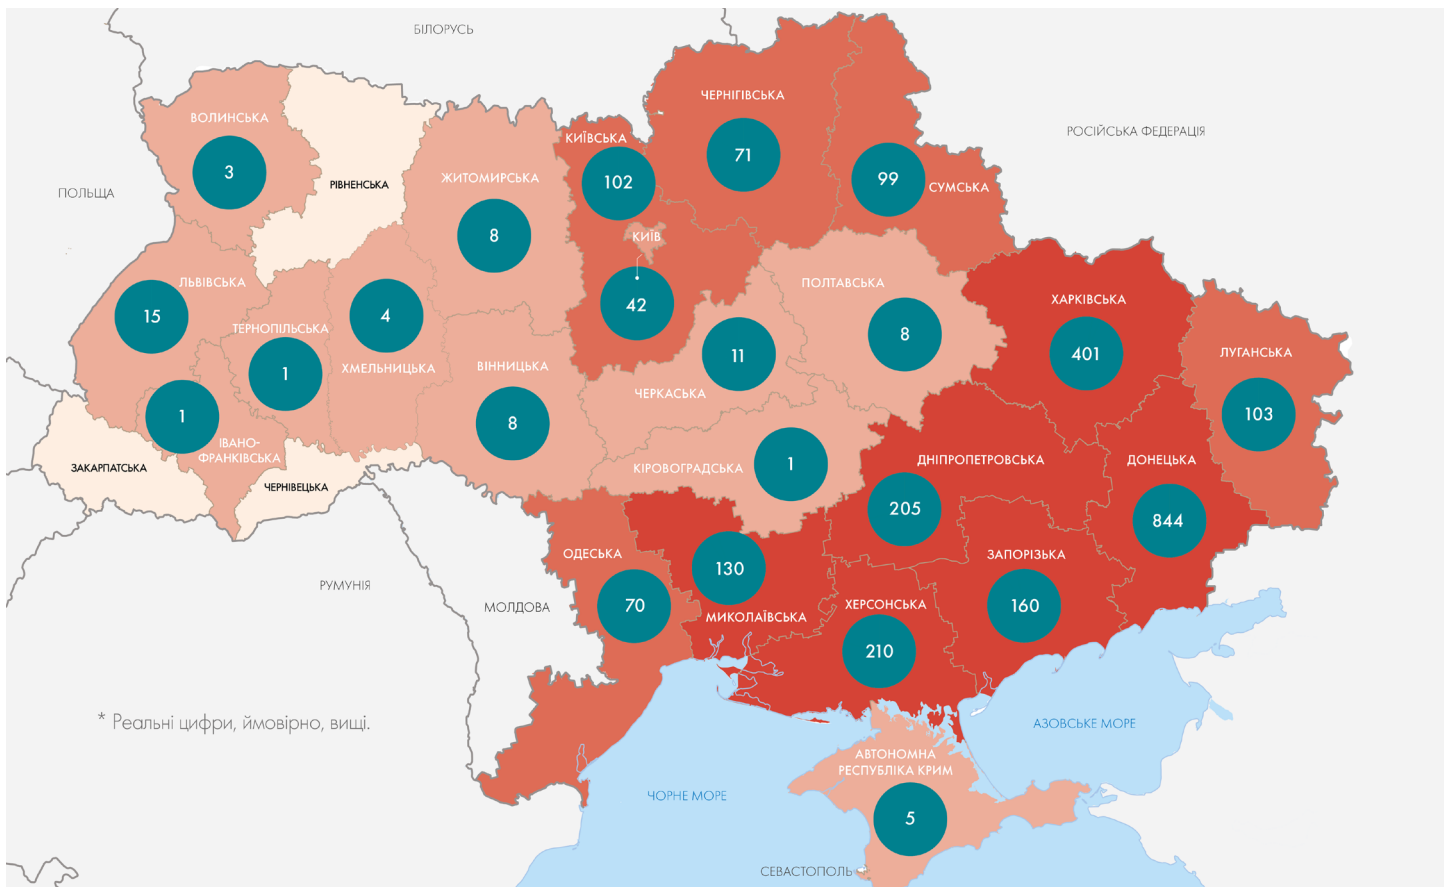 БІЛОРУСЬ
ЧЕРНІГІВСЬКА
71
РОСІЙСЬКА ФЕДЕРАЦІЯ
ВОЛИНСЬКА
3
КИЇВСЬКА
102
РІВНЕНСЬКА
ЖИТОМИРСЬКА
8
99
СУМСЬКА
ПОЛЬЩА
КИЇВ
42
ЛЬВІВСЬКА
15
ТЕРНОПІЛЬСЬКА
1
4
ХМЕЛЬНИЦЬКА
ВІННИЦЬКА
8
11
ЧЕРКАСЬКА
ПОЛТАВСЬКА
8
ХАРКІВСЬКА
401
ЛУГАНСЬКА
103
1
ІВАНО-
ФРАНКІВСЬКА
ЗАКАРПАТСЬКА
ЧЕРНІВЕЦЬКА
КІРОВОГРАДСЬКА
1
ДНІПРОПЕТРОВСЬКА
205
ДОНЕЦЬКА
844
ОДЕСЬКА
70
130
МИКОЛАЇВСЬКА
ХЕРСОНСЬКА
210
ЗАПОРІЗЬКА
160
РУМУНІЯ
МОЛДОВА
* Реальні цифри, ймовірно, вищі.
АЗОВСЬКЕ МОРЕ
АВТОНОМНА
РЕСПУБЛІКА КРИМ
5
ЧОРНЕ МОРЕ
СЕВАСТОПОЛЬ